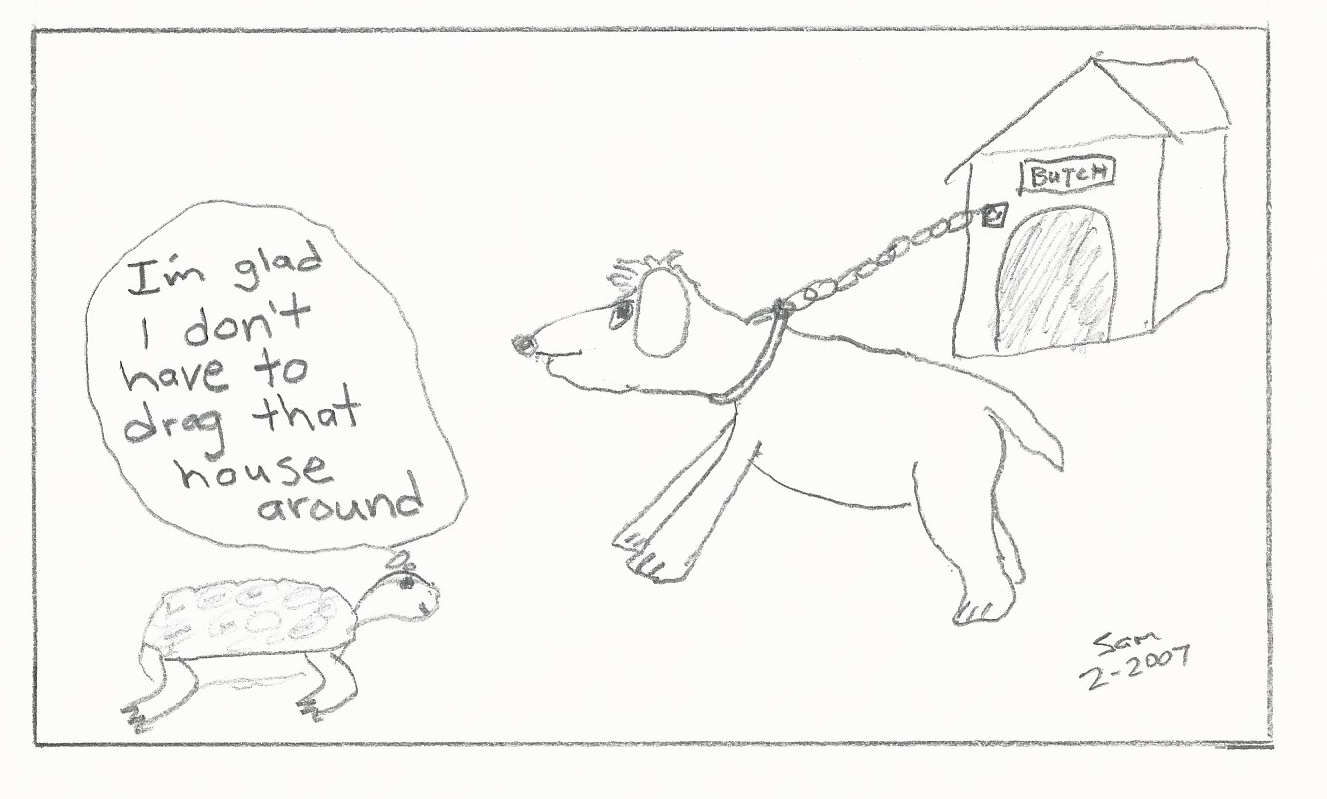 I'm glad
I don't
have to
drag that
house
around
BUTCH
Sam
2-2007